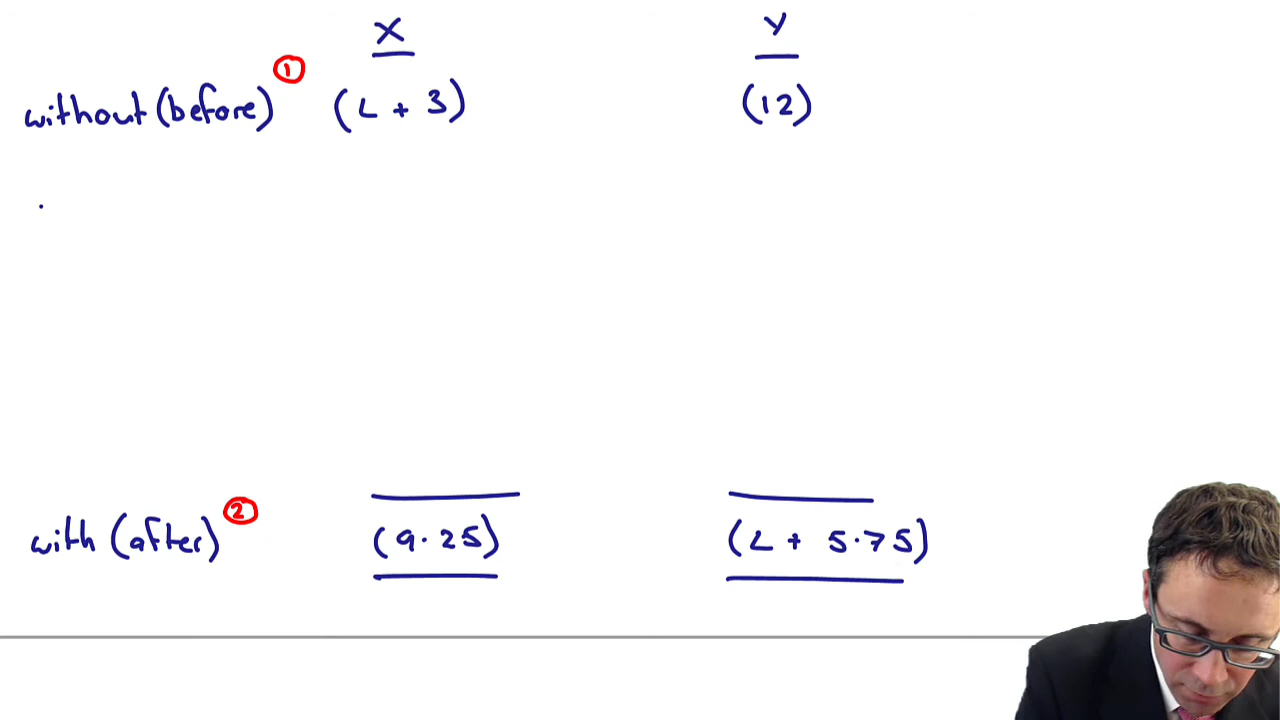 X Y
without (before) ① (L + 3) (12)
with (after) ② (9.25) (L + 5.75)